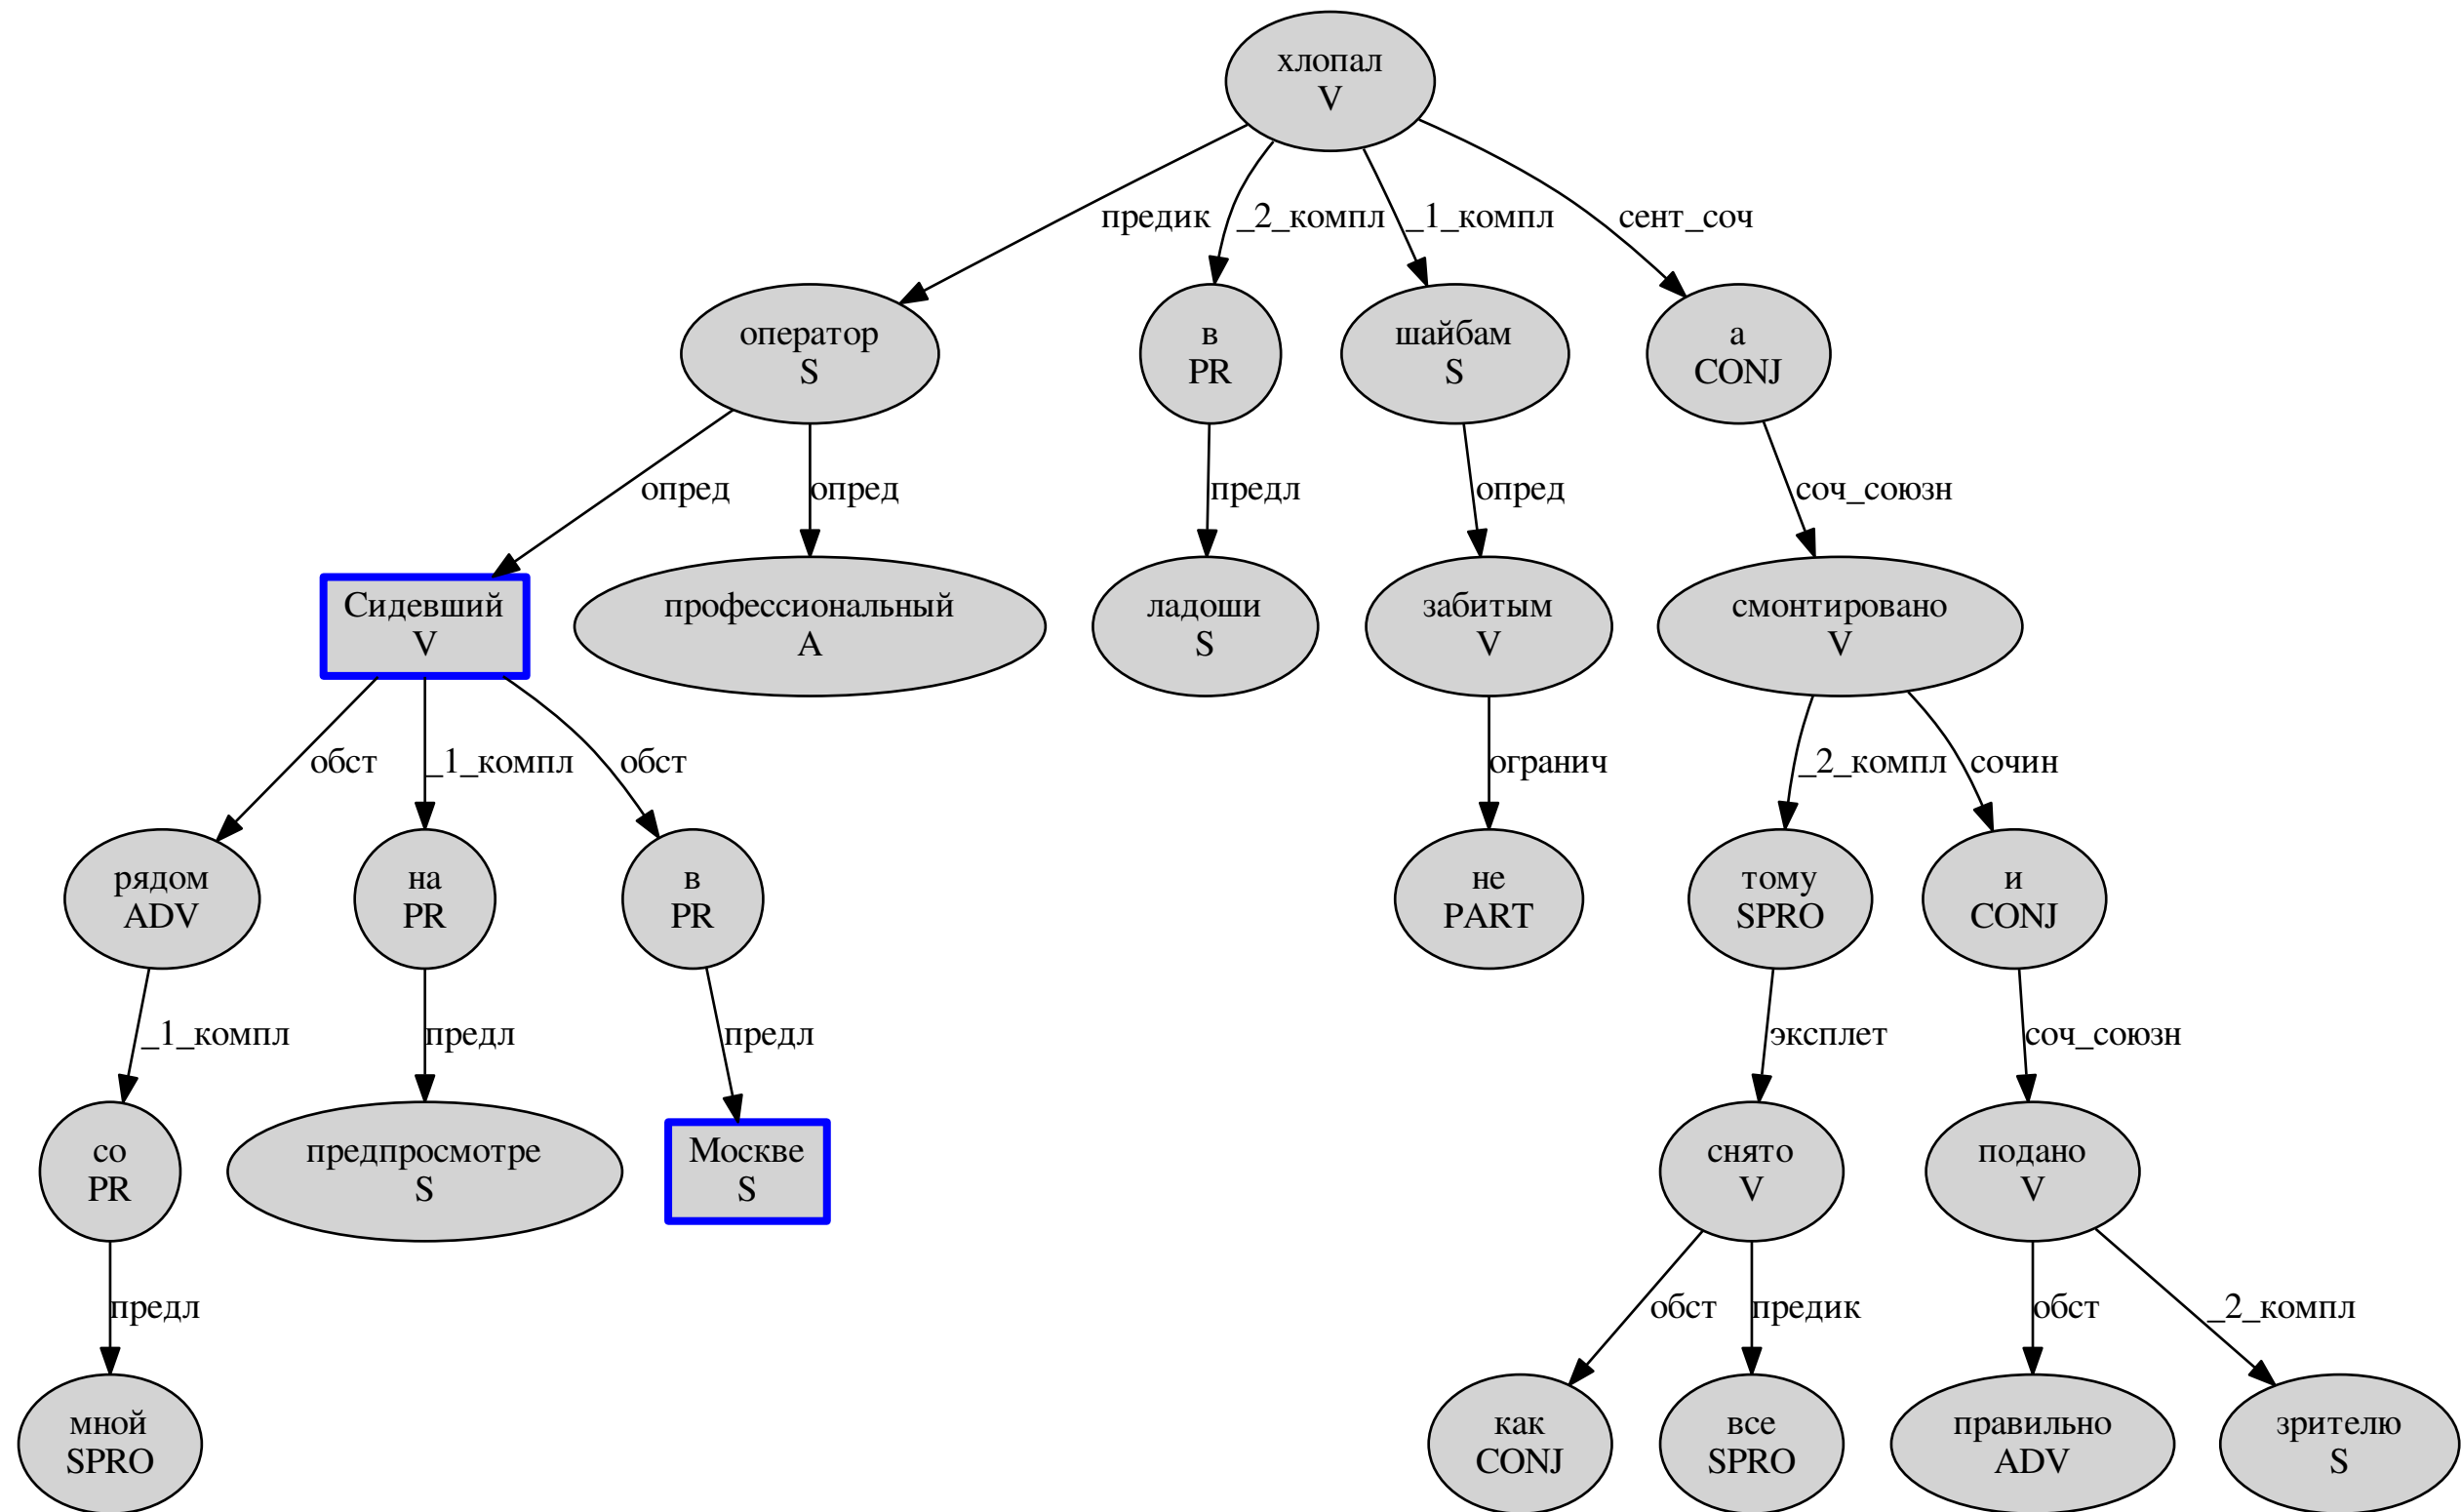 хлопал
V
предик
_2_компл
_1_компл
сент_соч
оператор
S
в
PR
шайбам
S
а
CONJ
опред
опред
предл
опред
соч_союзн
Сидевший
V
профессиональный
A
ладоши
S
забитым
V
смонтировано
V
обст
_1_компл
обст
огранич
_2_компл
сочин
рядом
ADV
на
PR
в
PR
не
PART
тому
SPRO
и
CONJ
_1_компл
предл
предл
эксплет
соч_союзн
со
PR
предпросмотре
S
Москве
S
снято
V
подано
V
предл
обст
предик
обст
_2_компл
мной
SPRO
как
CONJ
все
SPRO
правильно
ADV
зрителю
S